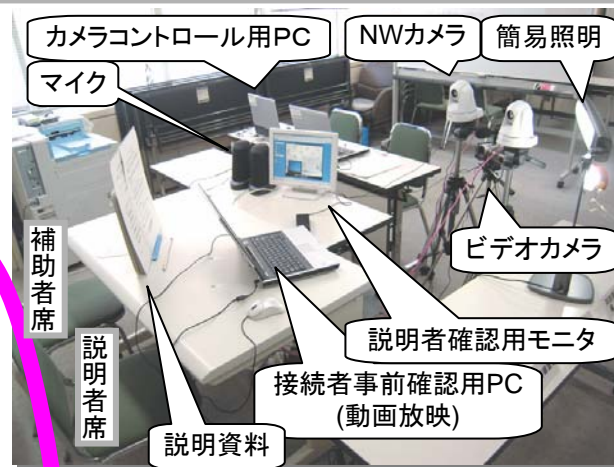 カメラコントロール用PC
NWカメラ
簡易照明
マイク
ビデオカメラ
補助者席
説明者確認用モニタ
説明者席
接続者事前確認用PC
(動画放映)
説明資料